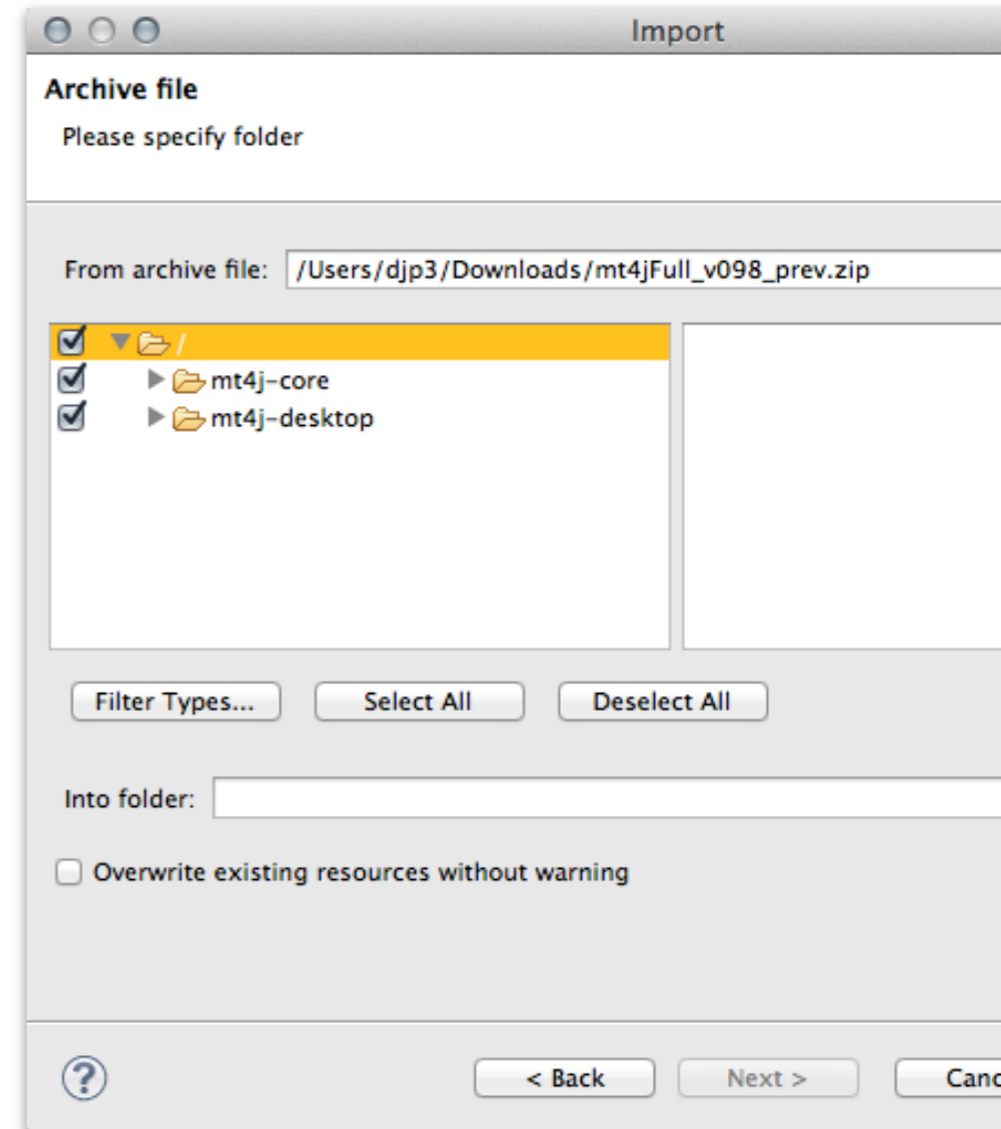 Import
Archive file
Please specify folder
From archive file: /Users/djp3/Downloads/mt4jFull_v098_prev.zip
/
mt4j-core
mt4j-desktop
Filter Types... Select All Deselect All
Into folder:
Overwrite existing resources without warning
? < Back Next > Canc